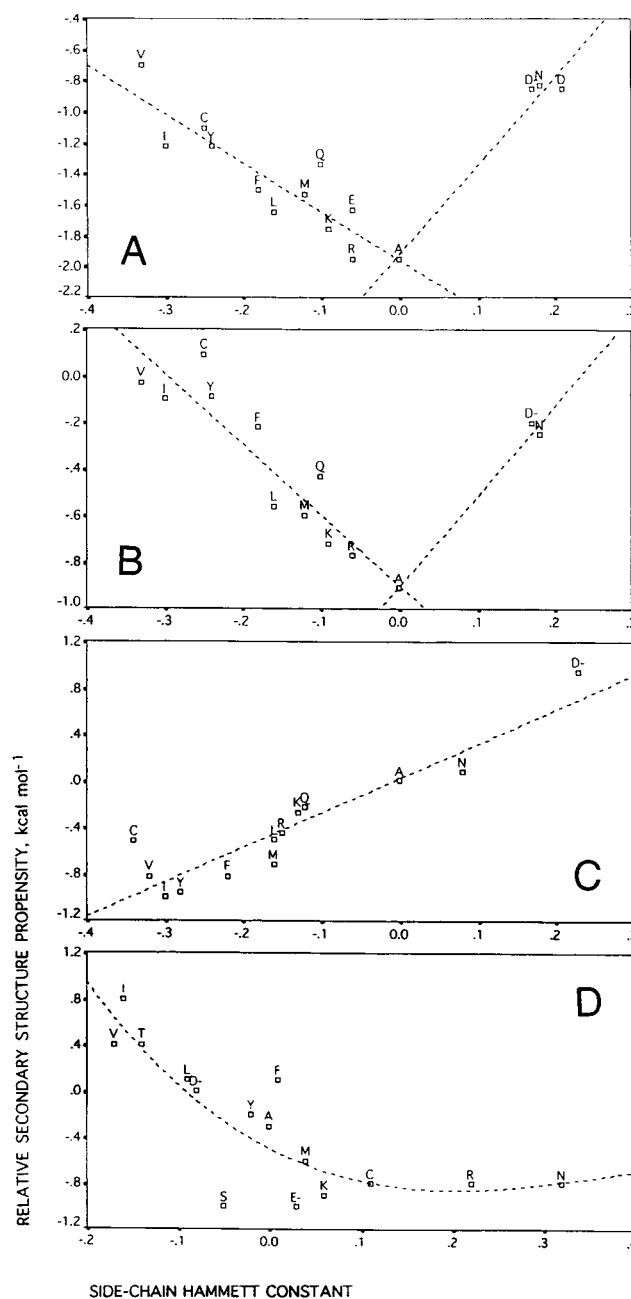 -.4
-.6
-.8
-1.0
-1.2
-1.4
-1.6
-1.8
-2.0
-2.2
V
C
I
Y
Q
F
L
M
E
K
R
A
D
N
D
A
-.4 -.3 -.2 -.1 0.0 .1 .2
.2
0.0
-.2
-.4
-.6
-.8
-1.0
C
V
I
Y
F
Q
L
M
K
R
A
D-
N
B
-.4 -.3 -.2 -.1 0.0 .1 .2
1.2
.8
.4
.0
-.4
-.8
-1.2
D-
N
A
K Q
R
L
C
M
V
F
I
Y
C
-.4 -.3 -.2 -.1 0.0 .1 .2
1.2
.8
.4
0.0
-.4
-.8
-1.2
I
V
T
L
F
Y
A
M
S
E-
K
C
R
N
D
-.2 -.1 0.0 .1 .2 .3
RELATIVE SECONDARY STRUCTURE PROPENSITY, kcal mol-1
SIDE-CHAIN HAMMETT CONSTANT